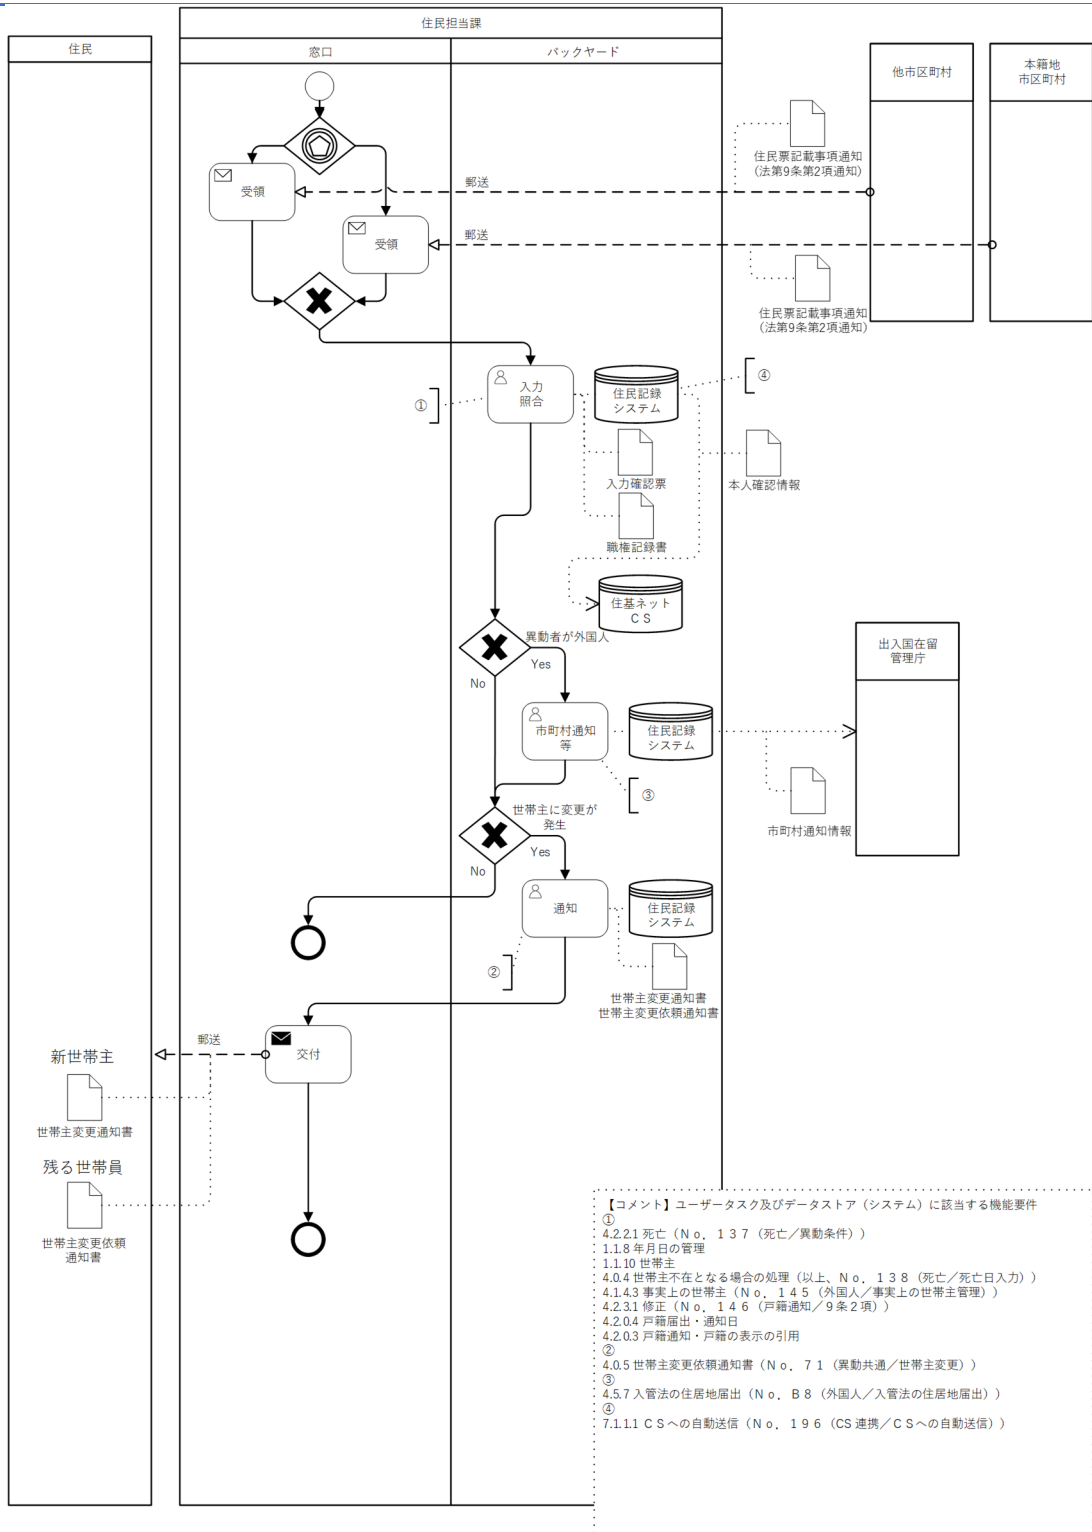 住民担当課
住民
窓口
バックヤード
他市区町村
本籍地
市区町村
住民票記載事項通知
(法第9条第2項通知)
受領
郵送
受領
郵送
住民票記載事項通知
(法第9条第2項通知)
入力
照合
住民記録
システム
④
①
入力確認票
本人確認情報
職権記録書
住基ネット
ＣＳ
異動者が外国人
Yes
No
出入国在留
管理庁
市町村通知
等
住民記録
システム
③
市町村通知情報
世帯主に変更が
発生
Yes
No
通知
住民記録
システム
②
世帯主変更通知書
世帯主変更依頼通知書
郵送
交付
新世帯主
世帯主変更通知書
残る世帯員
世帯主変更依頼
通知書
【コメント】ユーザータスク及びデータストア（システム）に該当する機能要件
①
4.2.2.1 死亡（Ｎｏ．１３７（死亡／異動条件））
1.1.8 年月日の管理
1.1.10 世帯主
4.0.4 世帯主不在となる場合の処理（以上、Ｎｏ．１３８（死亡／死亡日入力））
4.1.4.3 事実上の世帯主（Ｎｏ．１４５（外国人／事実上の世帯主管理））
4.2.3.1 修正（Ｎｏ．１４６（戸籍通知／９条２項））
4.2.0.4 戸籍届出・通知日
4.2.0.3 戸籍通知・戸籍の表示の引用
②
4.0.5 世帯主変更依頼通知書（Ｎｏ．７１（異動共通／世帯主変更））
③
4.5.7 入管法の住居地届出（Ｎｏ．Ｂ８（外国人／入管法の住居地届出））
④
7.1.1.1 ＣＳへの自動送信（Ｎｏ．１９６（CS 連携／ＣＳへの自動送信））